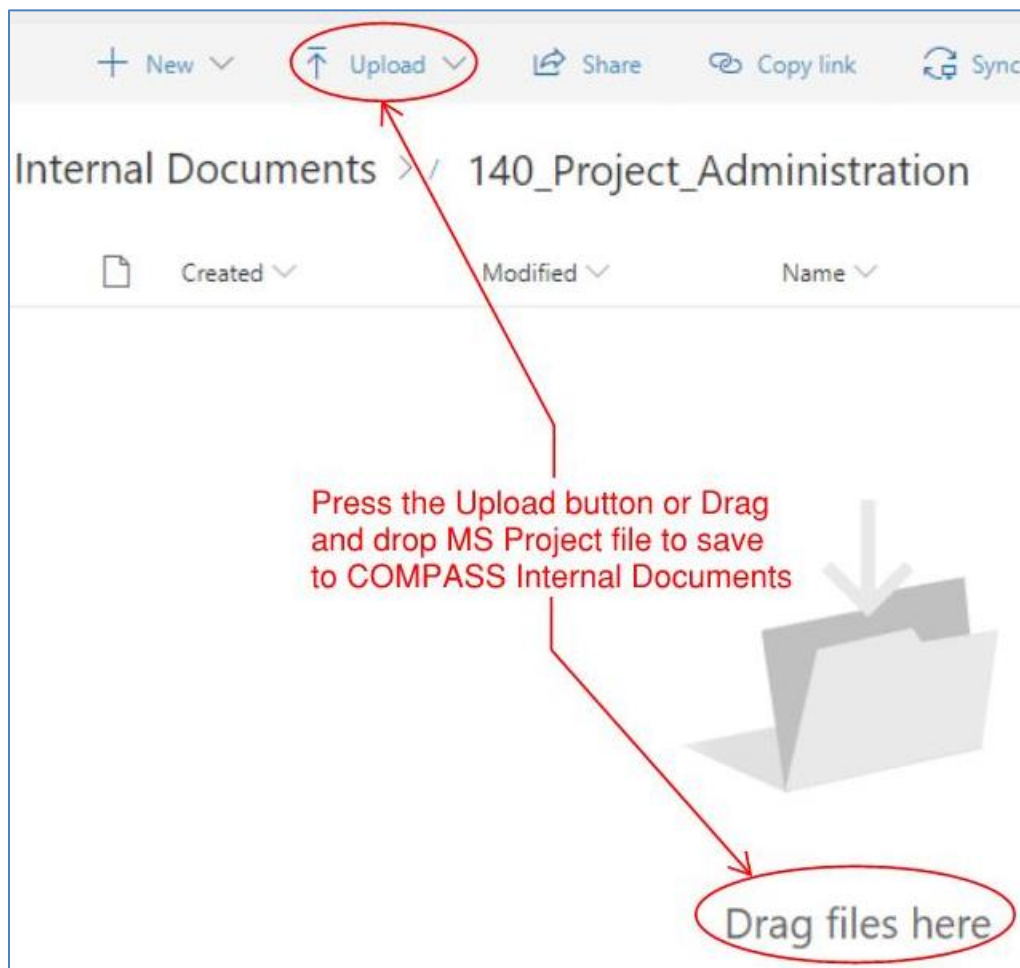 New Upload Share Copy link Sync
Internal Documents > / 140_Project_Administration
Created Modified Name
Press the Upload button or Drag
and drop MS Project file to save
to COMPASS Internal Documents
Drag files here